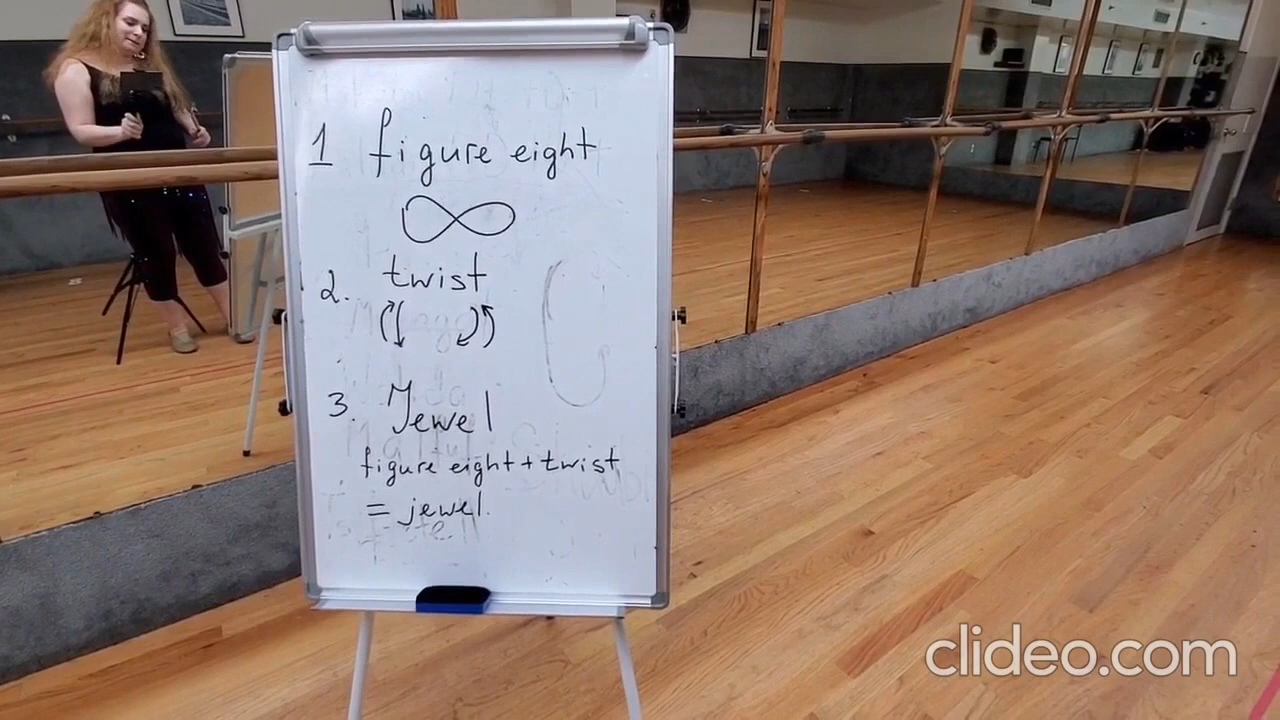 1 figure eight
2. twist
3. Jewel
figure eight + twist
= jewel.
clideo.com